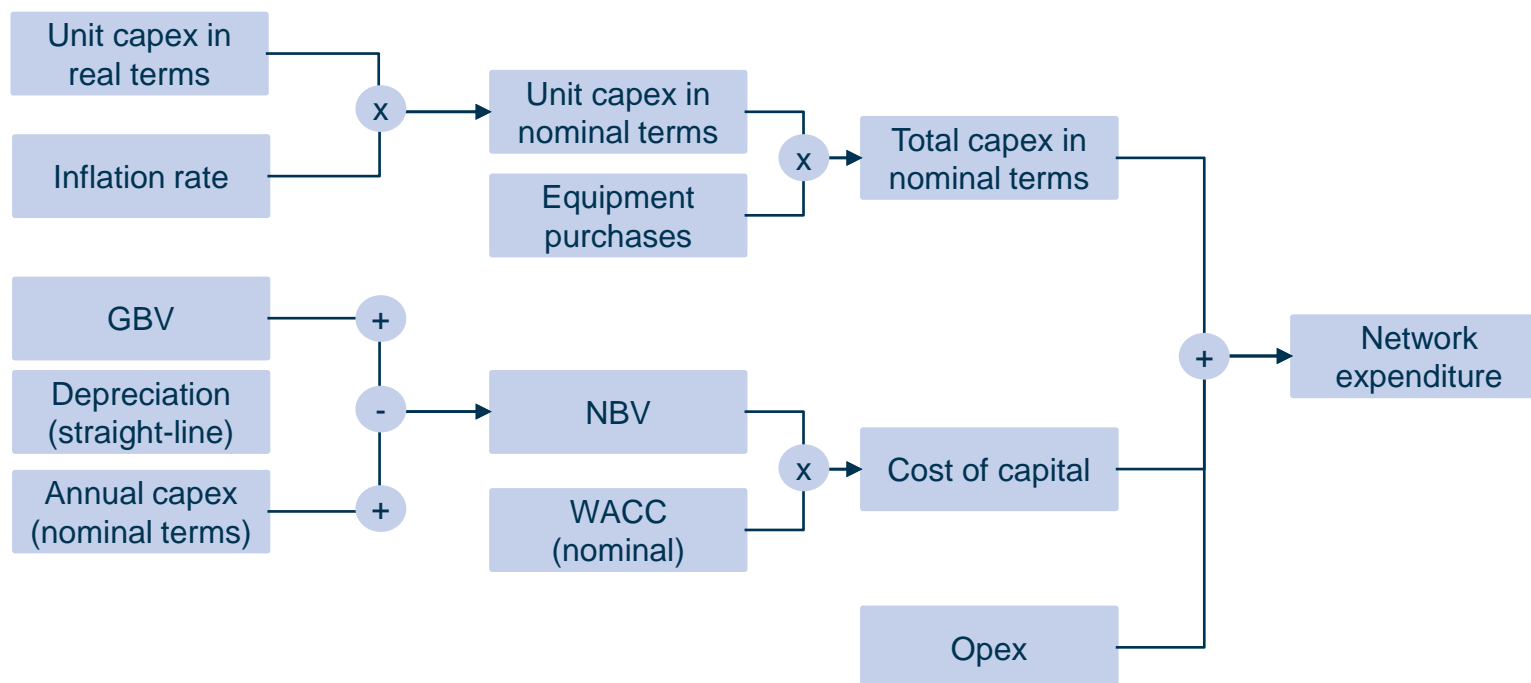 Unit capex in
real terms
x
Inflation rate
Unit capex in
nominal terms
x
Equipment
purchases
Total capex in
nominal terms
GBV
+
Depreciation
(straight-line)
-
Annual capex
(nominal terms)
+
NBV
x
WACC
(nominal)
Cost of capital
Opex
+
Network
expenditure